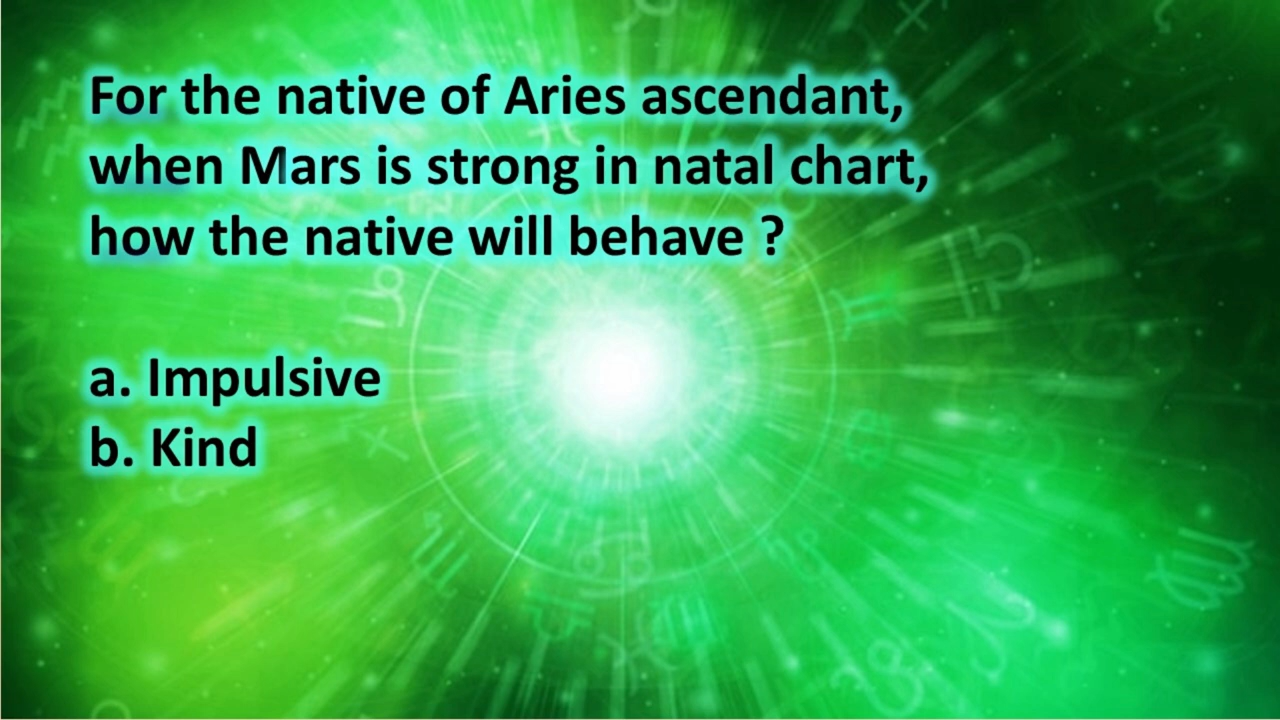 For the native of Aries ascendant,
when Mars is strong in natal chart,
how the native will behave ?
a. Impulsive
b. Kind